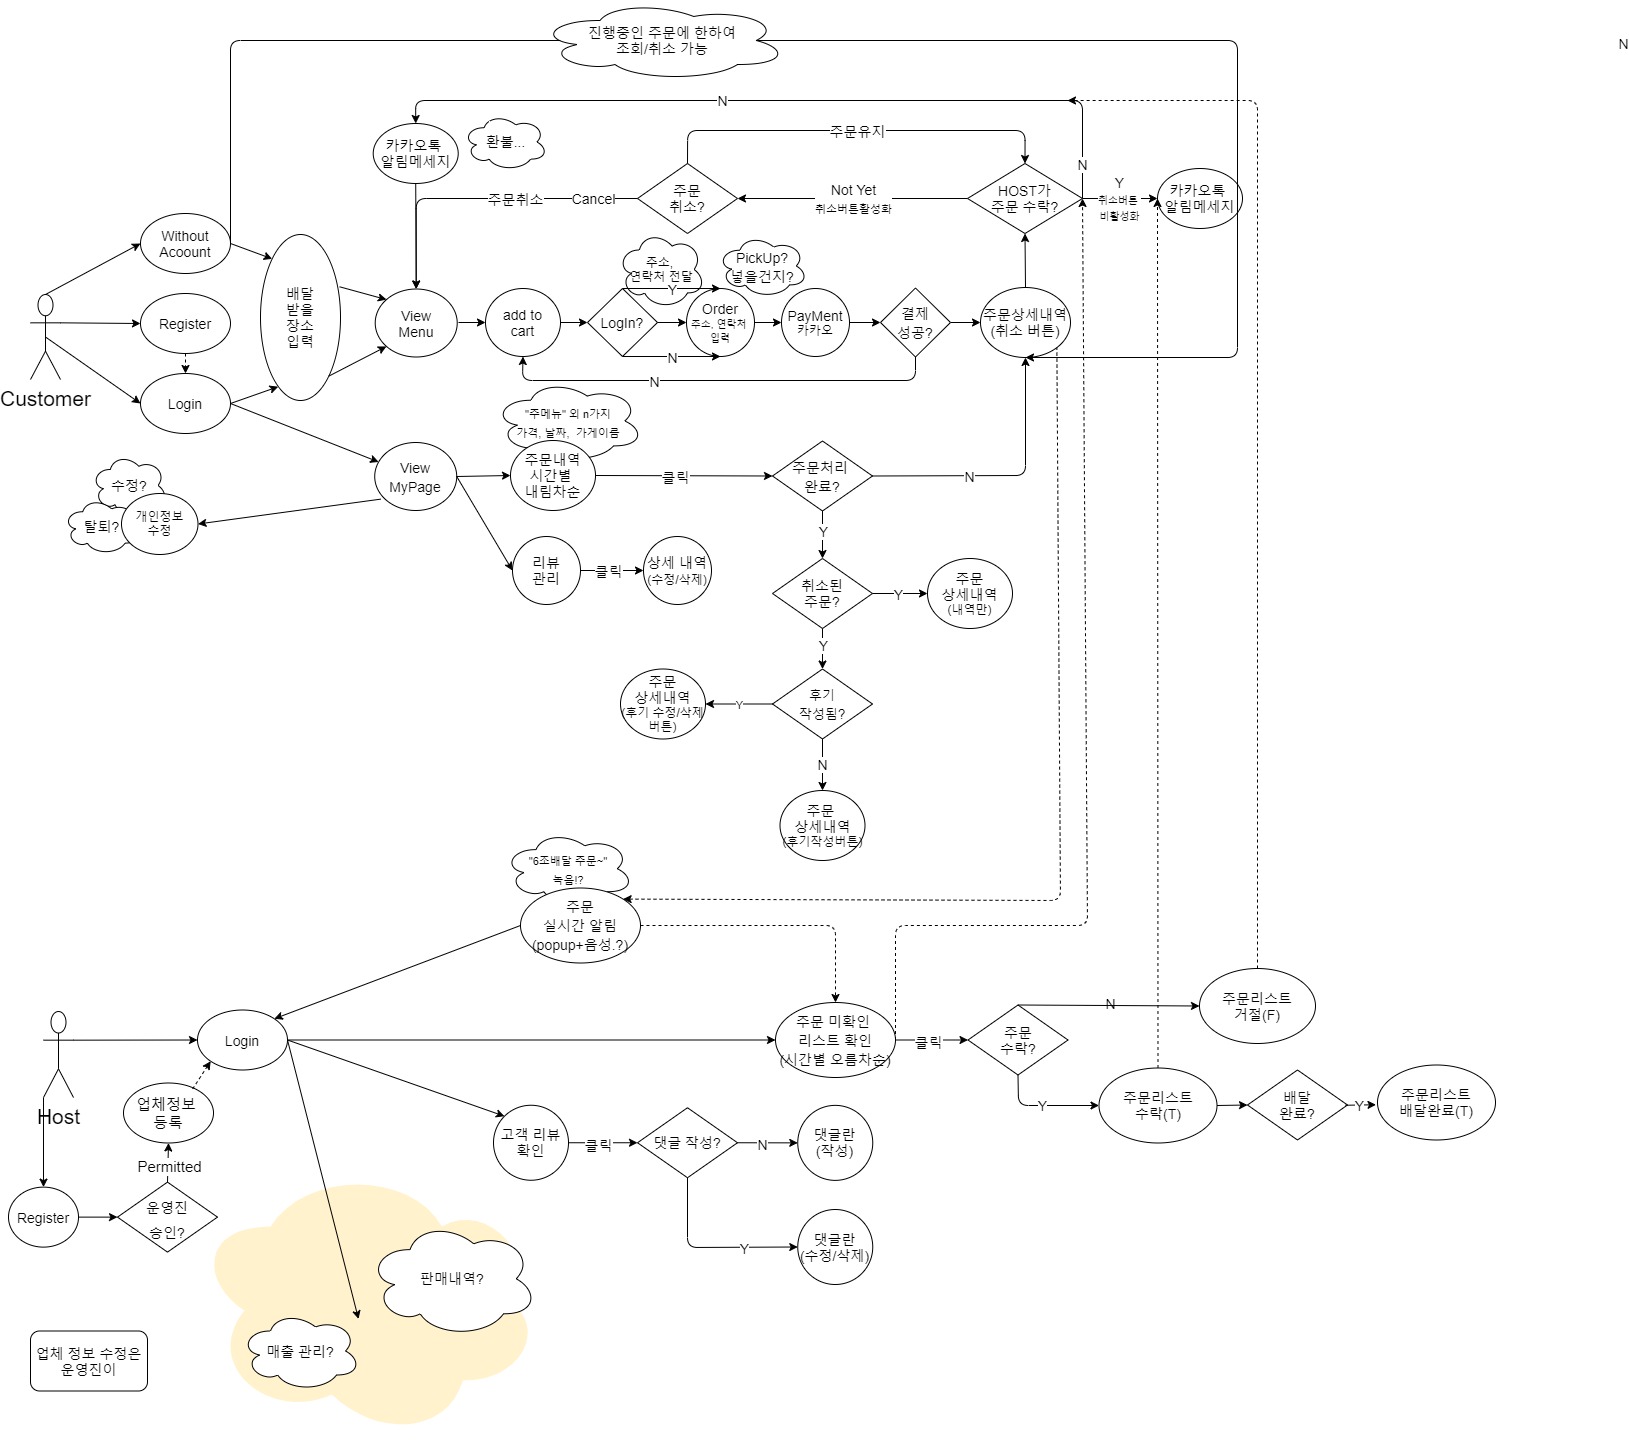 진행중인 주문에 한하여
조회/취소 가능
N
N
카카오톡
알림메세지
환불...
주문유지
주문취소
Cancel
주문
취소?
Not Yet
취소버튼활성화
HOST가
주문 수락?
N
Y
취소버튼
비활성화
카카오톡
알림메세지
Without
Acoount
배달
받을
장소
입력
Register
Login
Customer
View
Menu
add to
cart
LogIn?
주소,
연락처 전달
Y
N
PickUp?
넣을건지?
Order
주소, 연락처
입력
PayMent
카카오
결제
성공?
주문상세내역
(취소 버튼)
N
"주메뉴" 외 n가지
가격, 날짜, 가게이름
View
MyPage
주문내역
시간별
내림차순
클릭
주문처리
완료?
N
수정?
탈퇴?
개인정보
수정
Y
리뷰
관리
클릭
상세 내역
(수정/삭제)
취소된
주문?
Y
주문
상세내역
(내역만)
Y
주문
상세내역
(후기 수정/삭제
버튼)
Y
후기
작성됨?
N
주문
상세내역
(후기작성버튼)
"6조배달 주문~"
녹음!?
주문
실시간 알림
(popup+음성.?)
Host
Login
주문 미확인
리스트 확인
(시간별 오름차순)
클릭
주문
수락?
N
주문리스트
거절(F)
Y
주문리스트
수락(T)
배달
완료?
Y
주문리스트
배달완료(T)
업체정보
등록
Permitted
Register
운영진
승인?
고객 리뷰
확인
클릭
댓글 작성?
N
댓글란
(작성)
Y
댓글란
(수정/삭제)
판매내역?
매출 관리?
업체 정보 수정은
운영진이